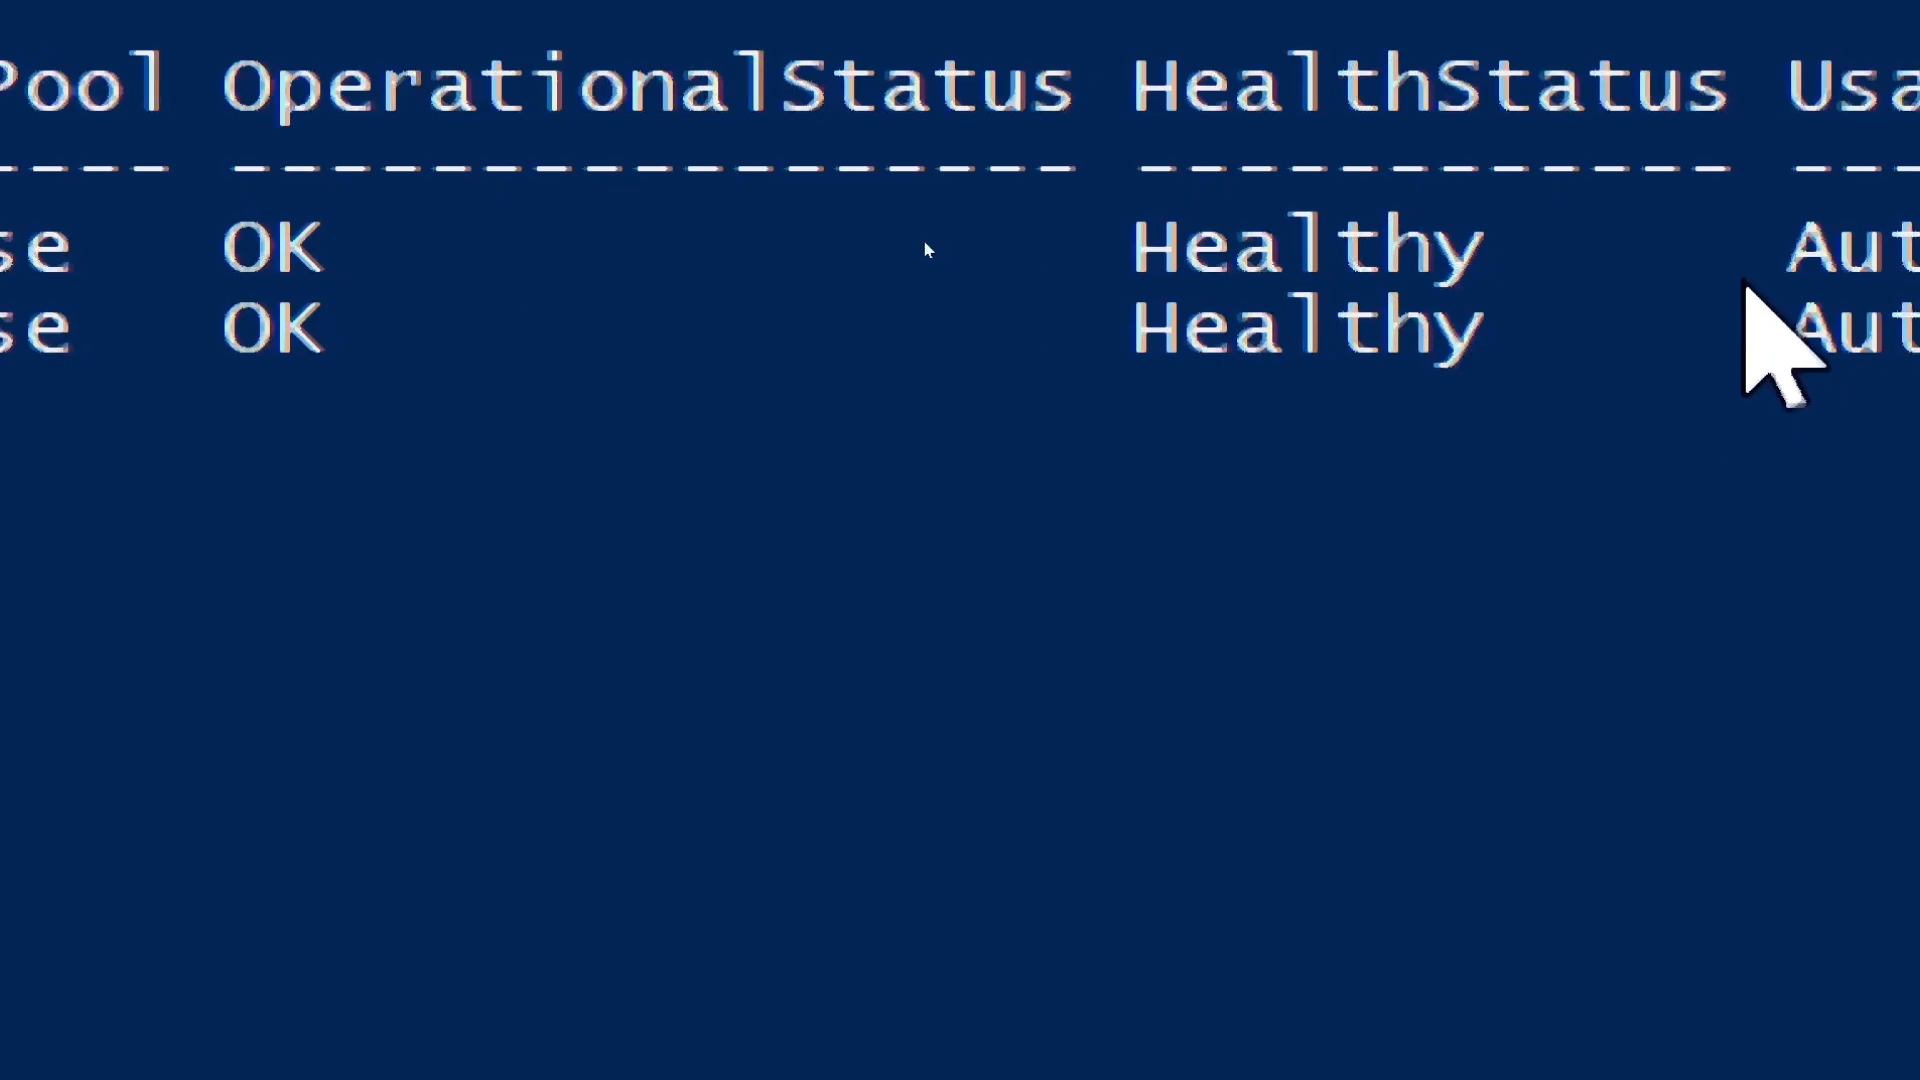 Pool OperationalStatus HealthStatus Usa
---- ----------------- ------------ ---
se OK Healthy Aut
se OK Healthy Aut